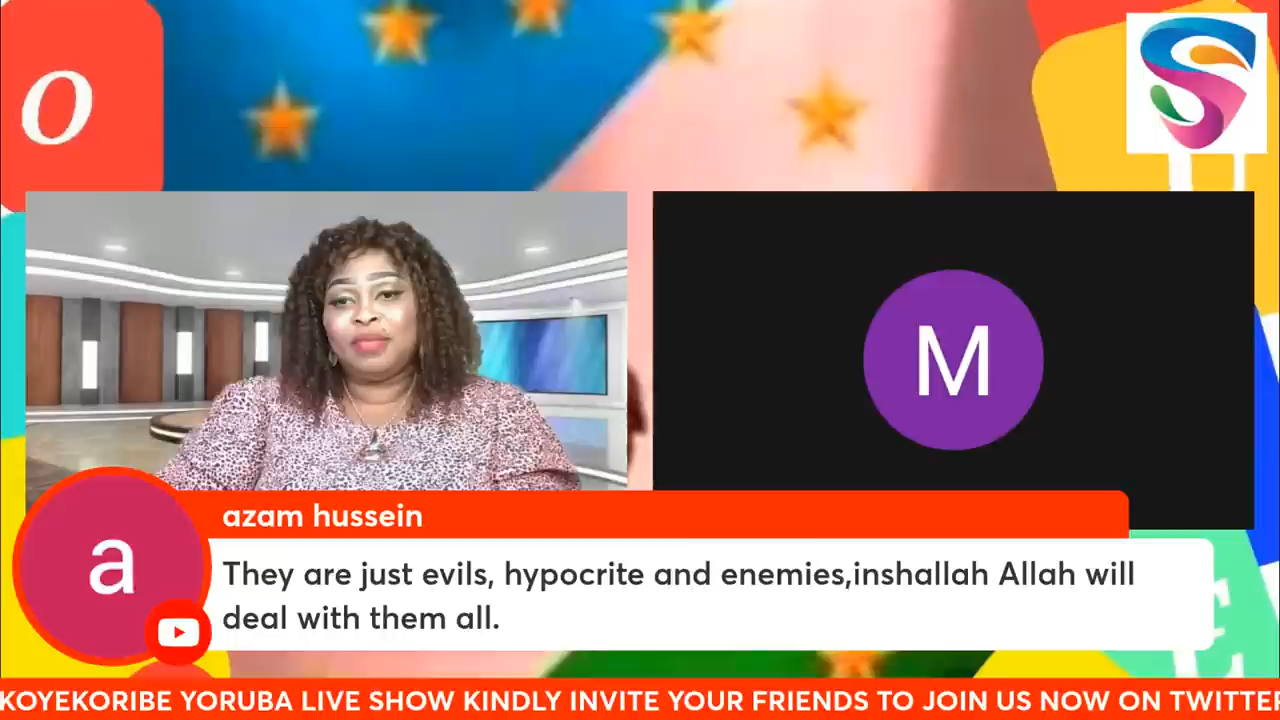 O
M
a
azam hussein
They are just evils, hypocrite and enemies,inshallah Allah will
deal with them all.
KOYEKORIBE YORUBA LIVE SHOW KINDLY INVITE YOUR FRIENDS TO JOIN US NOW ON TWITTE